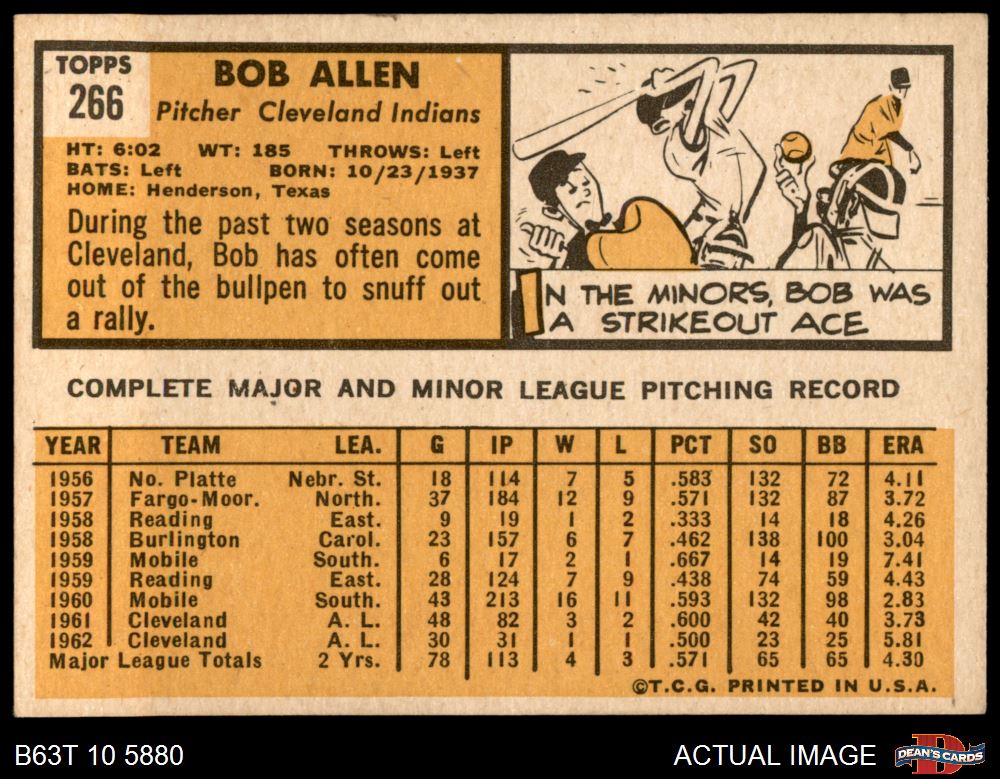 TOPPS
266
BOB ALLEN
Pitcher Cleveland Indians
HT: 6:02 WT: 185 THROWS: Left
BATS: Left BORN: 10/23/1937
HOME: Henderson, Texas
During the past two seasons at
Cleveland, Bob has often come
out of the bullpen to snuff out
a rally.
IN THE MINORS, BOB WAS
A STRIKEOUT ACE
COMPLETE MAJOR AND MINOR LEAGUE PITCHING RECORD
YEAR TEAM LEA. G IP W L PCT SO BB ERA
1956 No. Platte Nebr. St. 18 114 7 5 .583 132 72 4.11
1957 Fargo-Moor. North. 37 184 12 9 .571 132 87 3.72
1958 Reading East. 9 19 1 2 .333 14 18 4.26
1958 Burlington Carol. 23 157 6 7 .462 138 100 3.04
1959 Mobile South. 6 17 2 1 .667 14 19 7.41
1959 Reading East. 28 124 7 9 .438 74 59 4.43
1960 Mobile South. 43 213 16 11 .593 132 98 2.83
1961 Cleveland A. L. 48 82 3 2 .600 42 40 3.73
1962 Cleveland A. L. 30 31 1 1 .500 23 25 5.81
Major League Totals 2 Yrs. 78 113 4 3 .571 65 65 4.30
©T.C.G. PRINTED IN U.S.A.
B63T 10 5880
ACTUAL IMAGE
DEAN'S CARDS